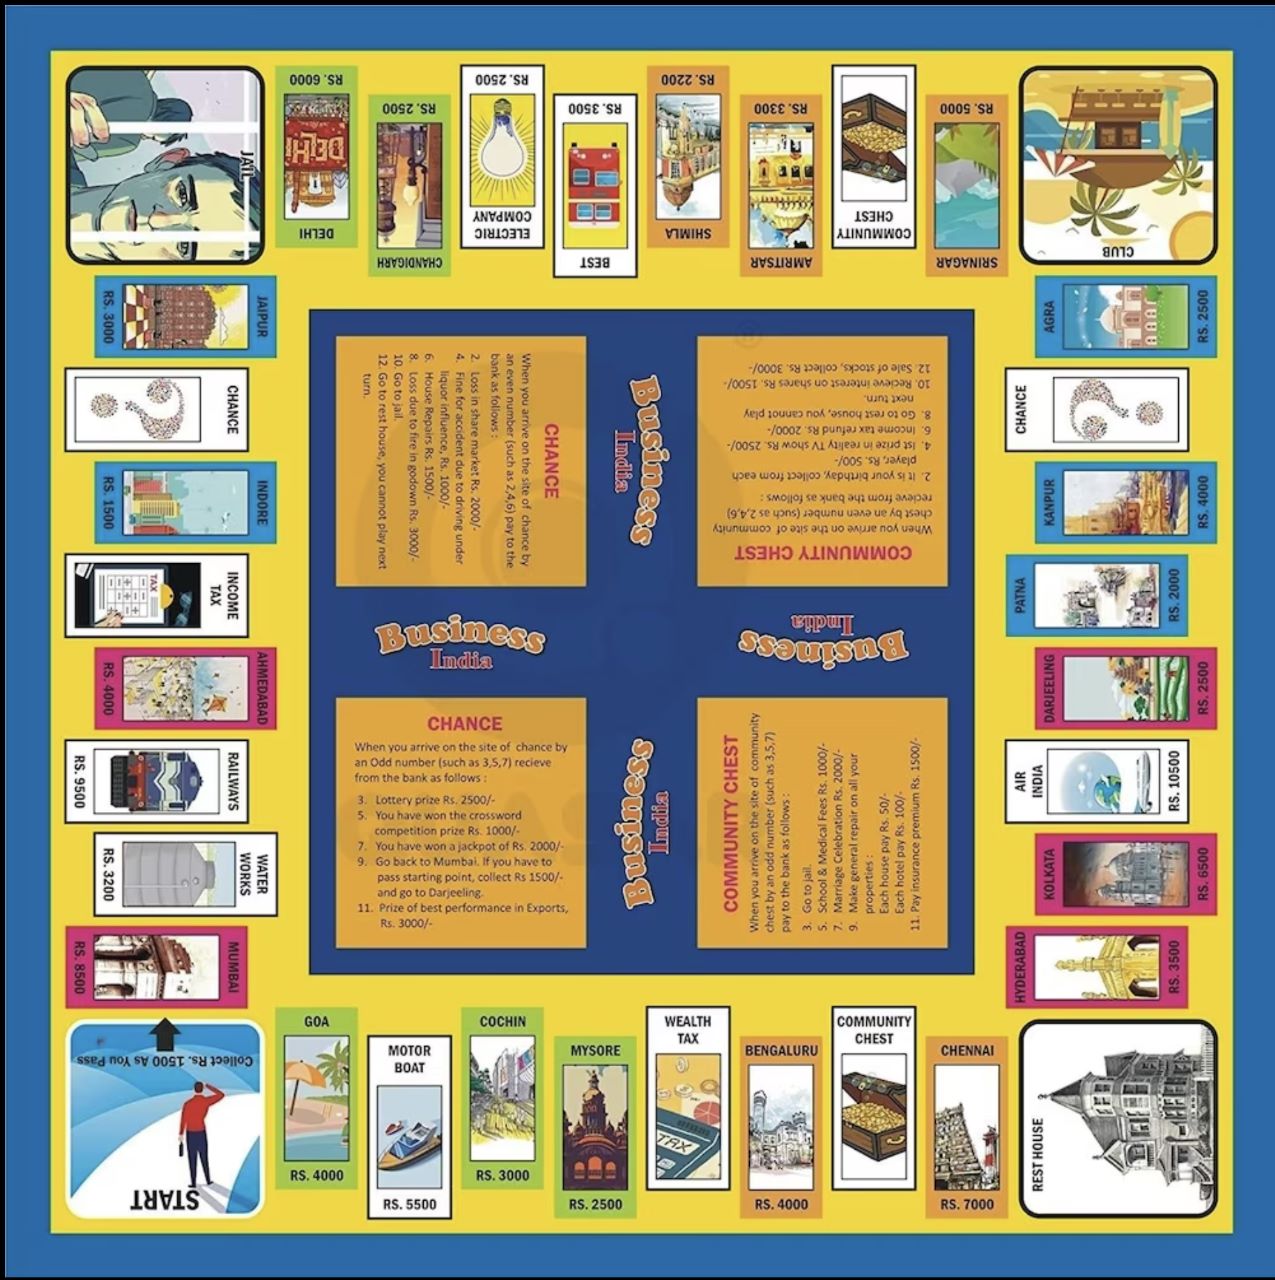 JAYL
RS. 6000
DELHI
DELHI
RS. 2500
CHANDIGARH
RS. 2500
ELECTRIC
COMPANY
RS. 3500
BEST
RS. 2200
SHIMLA
RS. 3300
AMRITSAR
COMMUNITY
CHEST
RS. 5000
SRINAGAR
CLUB
AGRA
RS. 2500
CHANCE
KANPUR
RS. 4000
PATNA
RS. 2000
DARJEELING
RS. 2500
AIR
INDIA
RS. 10500
KOLKATA
RS. 6500
HYDERABAD
RS. 3500
REST HOUSE
CHENNAI
RS. 7000
COMMUNITY
CHEST
BENGALURU
RS. 4000
WEALTH
TAX
TAX
MYSORE
RS. 2500
COCHIN
RS. 3000
MOTOR
BOAT
RS. 5500
GOA
RS. 4000
START
Collect Rs. 1500 As You Pass
MUMBAI
RS. 8500
WATER
WORKS
RS. 3200
RAILWAYS
RS. 9500
AHMEDABAD
RS. 4000
INCOME
TAX
TAX
INDORE
RS. 1500
CHANCE
JAIPUR
RS. 3000
CHANCE
When you arrive on the site of chance by
an even number (such as 2,4,6) pay to the
bank as follows :
2. Loss in share market Rs. 2000/-
4. Fine for accident due to driving under
liquor influence, Rs. 1000/-
6. House Repairs Rs. 1500/-
8. Loss due to fire in godown Rs. 3000/-
10. Go to jail.
12. Go to rest house, you cannot play next
turn.
Business
India
COMMUNITY CHEST
When you arrive on the site of community
chest by an even number (such as 2,4,6)
recieve from the bank as follows :
2. It is your birthday, collect from each
player, Rs. 500/-
4. Ist prize in reality TV show Rs. 2500/-
6. Income tax refund Rs. 2000/-
8. Go to rest house, you cannot play
next turn.
10. Recieve interest on shares Rs. 1500/-
12. Sale of stocks, collect Rs. 3000/-
Business
India
Business
India
CHANCE
When you arrive on the site of chance by
an Odd number (such as 3,5,7) recieve
from the bank as follows :
3. Lottery prize Rs. 2500/-
5. You have won the crossword
competition prize Rs. 1000/-
7. You have won a jackpot of Rs. 2000/-
9. Go back to Mumbai. If you have to
pass starting point, collect Rs 1500/-
and go to Darjeeling.
11. Prize of best performance in Exports,
Rs. 3000/-
Business
India
COMMUNITY CHEST
When you arrive on the site of community
chest by an odd number (such as 3,5,7)
pay to the bank as follows :
3. Go to jail.
5. School & Medical Fees Rs. 1000/-
7. Marriage Celebration Rs. 2000/-
9. Make general repair on all your
properties :
Each house pay Rs. 50/-
Each hotel pay Rs. 100/-
11. Pay insurance premium Rs. 1500/-